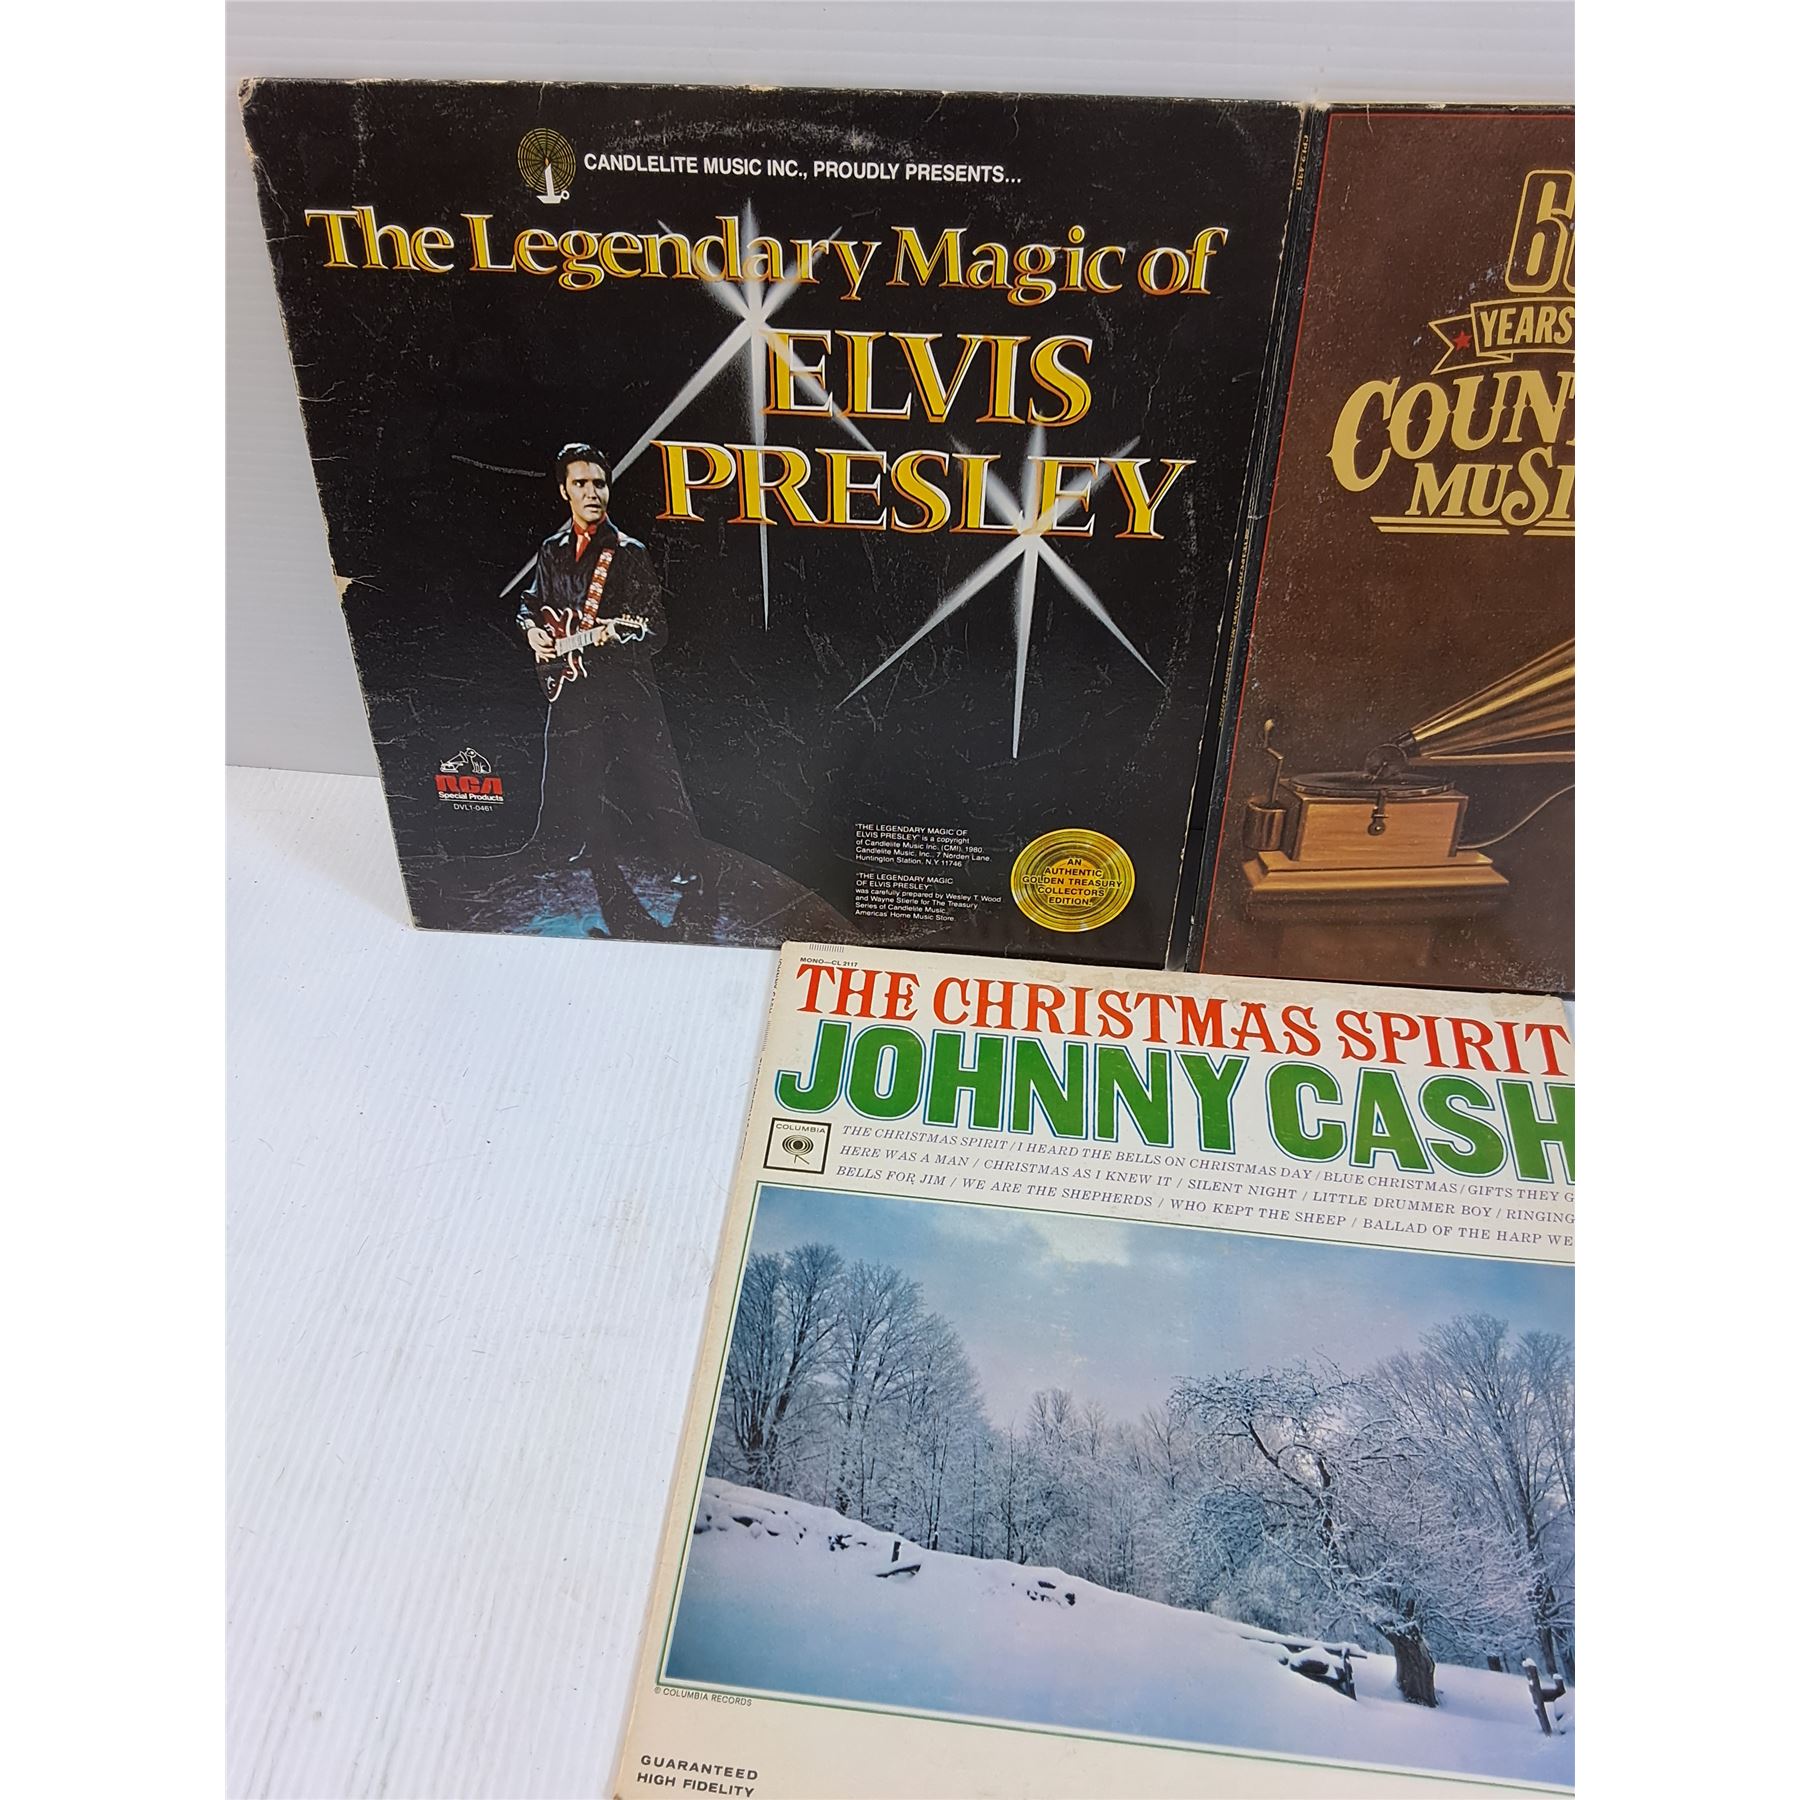 CANDLELITE MUSIC INC., PROUDLY PRESENTS...
The Legendary Magic of
ELVIS
PRESLEY
RCA
Special Products
DVL1-0461
"THE LEGENDARY MAGIC OF
ELVIS PRESLEY" is a copyright
of Candlelite Music Inc. (CMI), 1980,
Candlelite Music, Inc., 7 Norden Lane,
Huntington Station, N.Y. 11746
"THE LEGENDARY MAGIC
OF ELVIS PRESLEY"
was carefully prepared by Wesley T. Wood
and Wayne Stierle for The Treasury
Series of Candlelite Music,
Americas' Home Music Store.
AN
AUTHENTIC
GOLDEN TREASURY
COLLECTORS
EDITION!
YEARS
COUNT
MUSI
MONO—CL 2117
THE CHRISTMAS SPIRIT
JOHNNY CASH
COLUMBIA
THE CHRISTMAS SPIRIT / I HEARD THE BELLS ON CHRISTMAS DAY / BLUE CHRISTMAS / GIFTS THEY G
HERE WAS A MAN / CHRISTMAS AS I KNEW IT / SILENT NIGHT / LITTLE DRUMMER BOY / RINGING
BELLS FOR JIM / WE ARE THE SHEPHERDS / WHO KEPT THE SHEEP / BALLAD OF THE HARP WE
© COLUMBIA RECORDS
GUARANTEED
HIGH FIDELITY